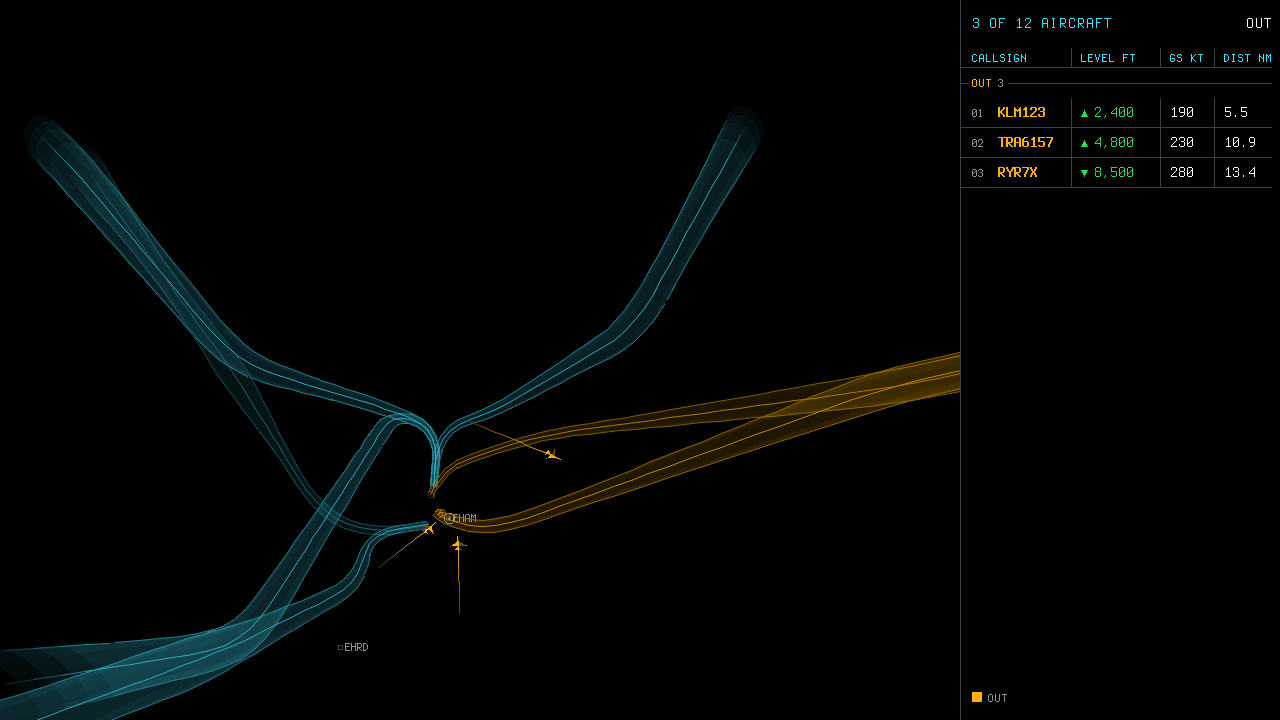 3 OF 12 AIRCRAFT OUT
CALLSIGN LEVEL FT GS KT DIST NM
OUT 3
01 KLM123 ▲ 2,400 190 5.5
02 TRA6157 ▲ 4,800 230 10.9
03 RYR7X ▼ 8,500 280 13.4
EHAM
EHRD
OUT